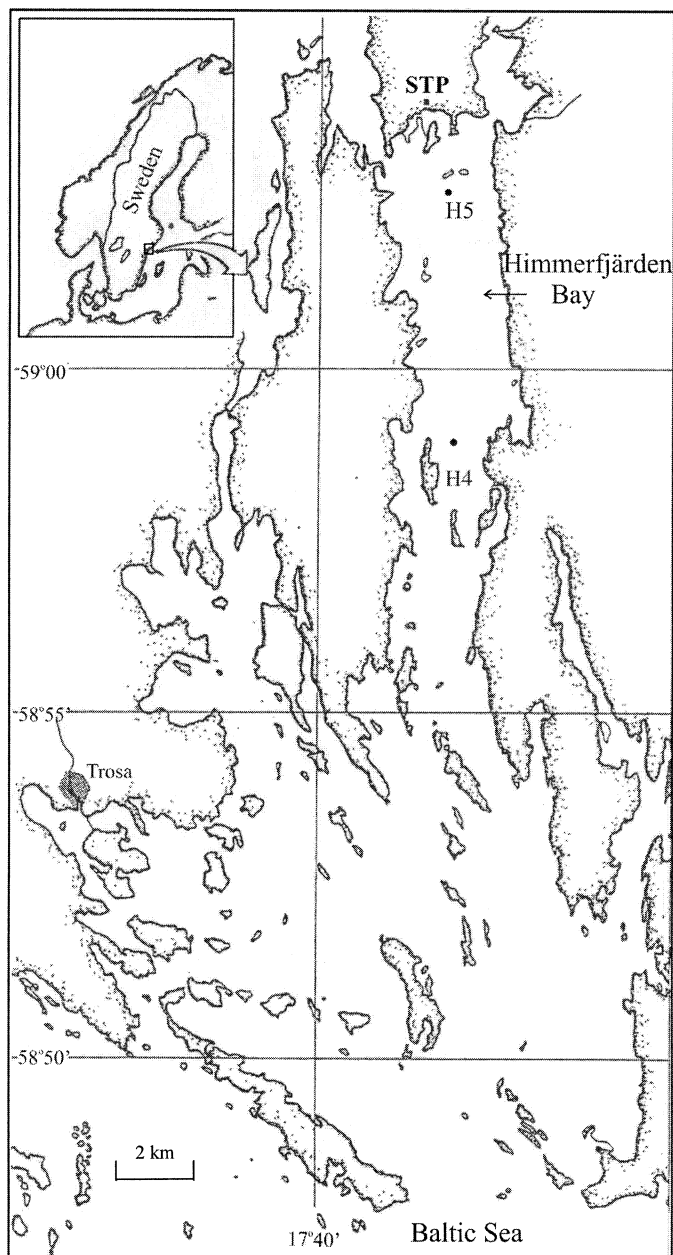 STP
Sweden
H5
Himmerfjärden
Bay
59°00'
H4
58°55'
Trosa
58°50'
2 km
17°40'
Baltic Sea